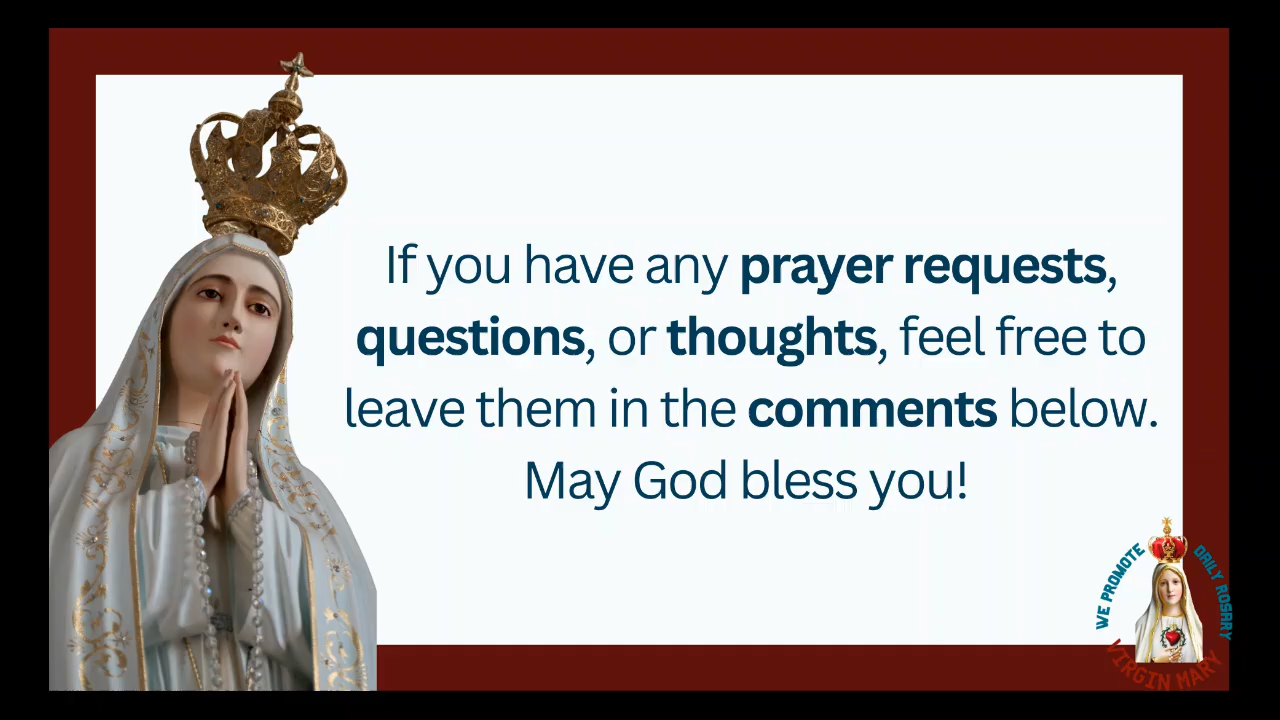 If you have any prayer requests,
questions, or thoughts, feel free to
leave them in the comments below.
May God bless you!
WE PROMOTE
DAILY ROSARY
VIRGIN MARY